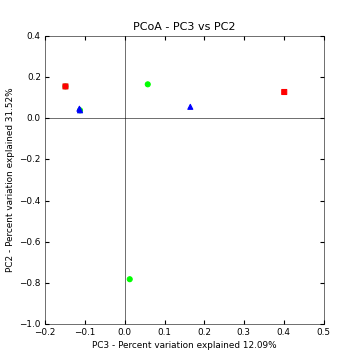 PCoA - PC3 vs PC2
0.4
0.2
0.0
−0.2
−0.4
−0.6
−0.8
−1.0
PC2 - Percent variation explained 31.52%
−0.2 −0.1 0.0 0.1 0.2 0.3 0.4 0.5
PC3 - Percent variation explained 12.09%